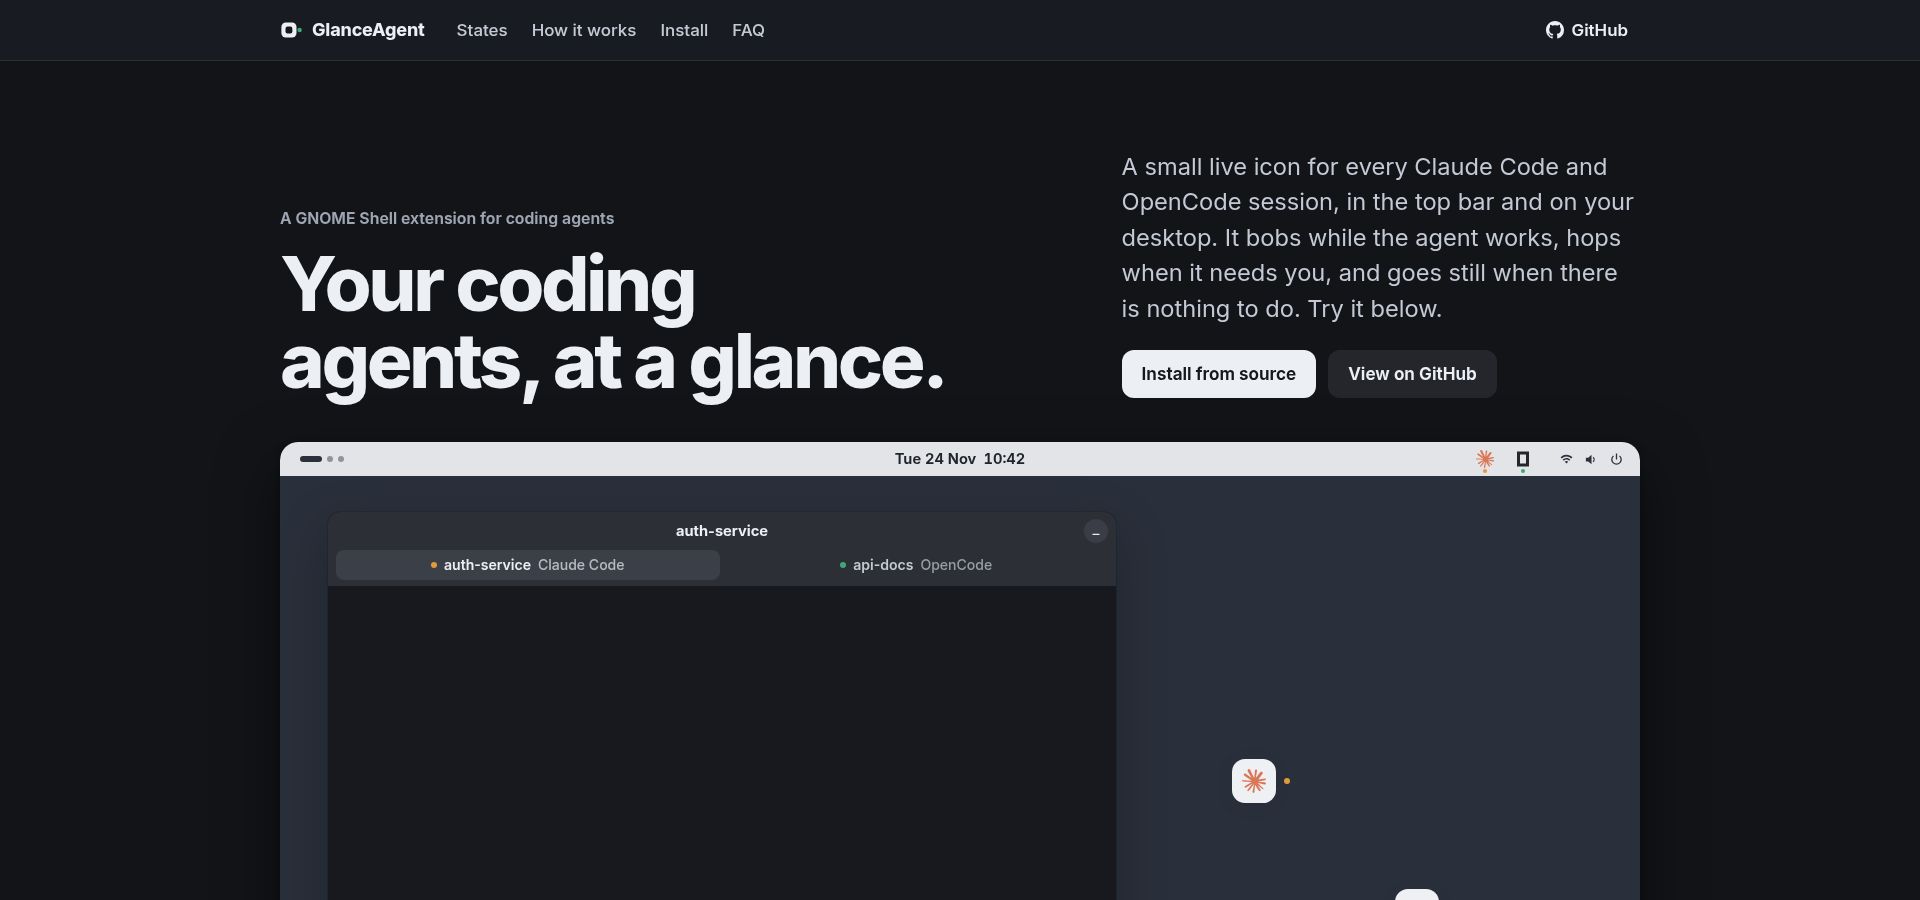 GlanceAgent
States
How it works
Install
FAQ
GitHub
A GNOME Shell extension for coding agents
Your coding
agents, at a glance.
A small live icon for every Claude Code and
OpenCode session, in the top bar and on your
desktop. It bobs while the agent works, hops
when it needs you, and goes still when there
is nothing to do. Try it below.
Install from source
View on GitHub
Tue 24 Nov 10:42
auth-service
auth-service Claude Code
api-docs OpenCode